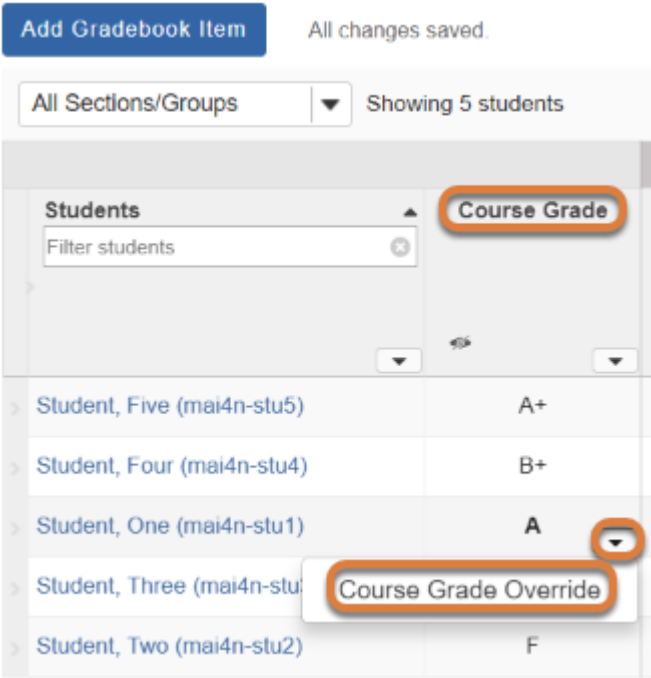 Add Gradebook Item All changes saved.
All Sections/Groups Showing 5 students
Students Course Grade
Filter students
Student, Five (mai4n-stu5) A+
Student, Four (mai4n-stu4) B+
Student, One (mai4n-stu1) A
Student, Three (mai4n-stu Course Grade Override
Student, Two (mai4n-stu2) F